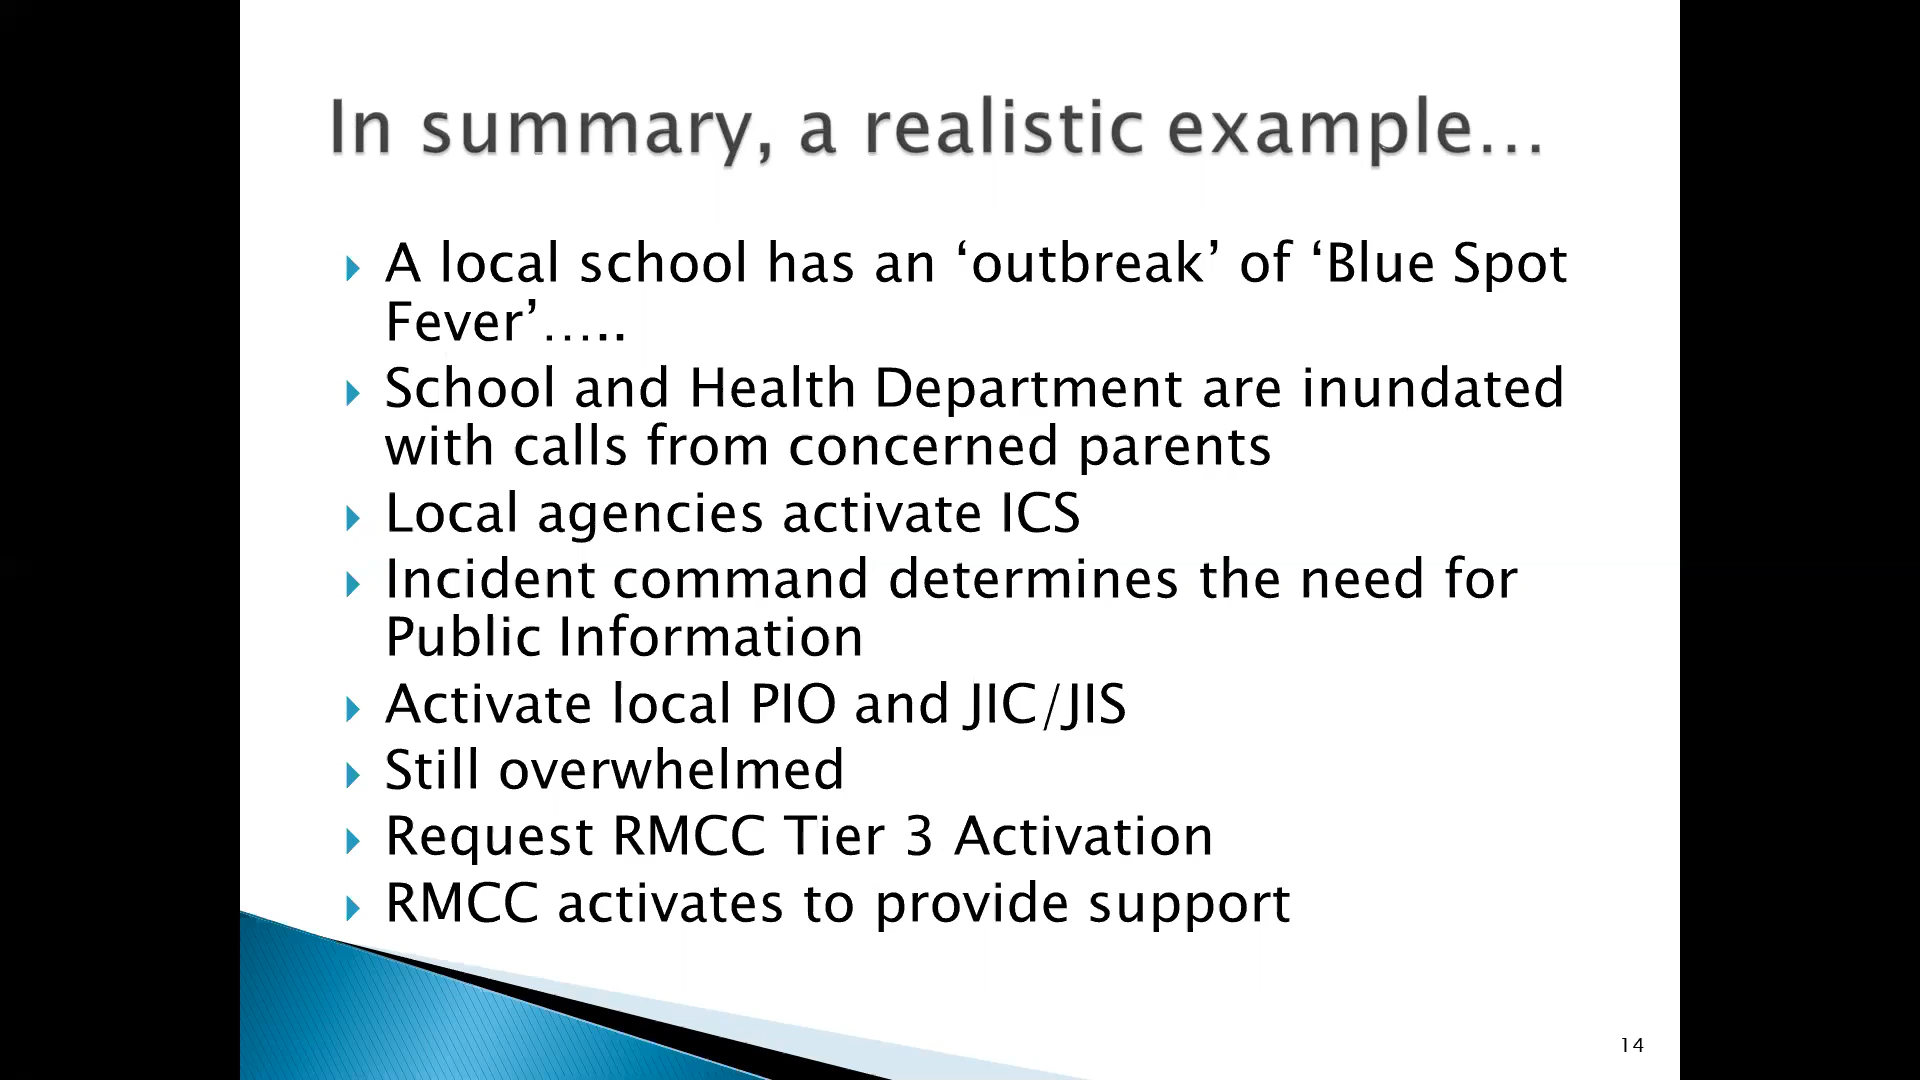 In summary, a realistic example…
A local school has an ‘outbreak’ of ‘Blue Spot
Fever’…..
School and Health Department are inundated
with calls from concerned parents
Local agencies activate ICS
Incident command determines the need for
Public Information
Activate local PIO and JIC/JIS
Still overwhelmed
Request RMCC Tier 3 Activation
RMCC activates to provide support
14